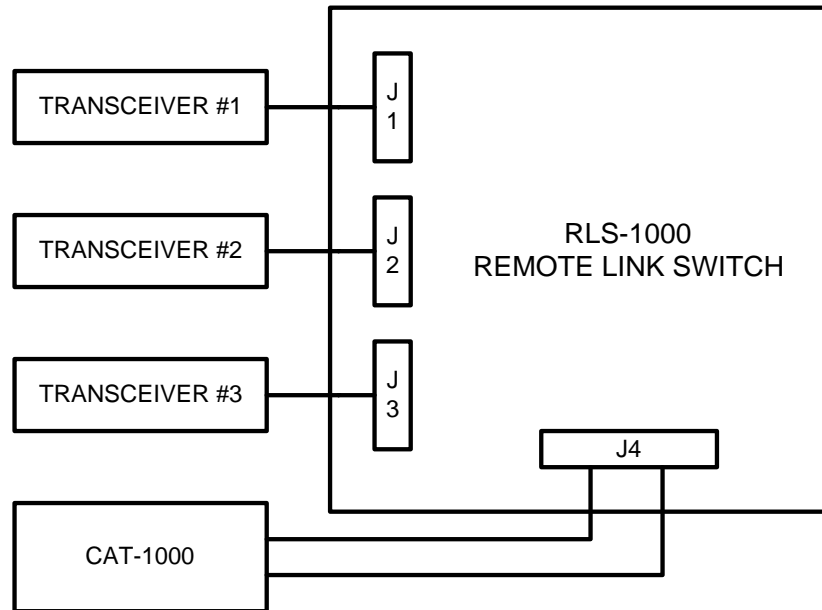 TRANSCEIVER #1
J
1
TRANSCEIVER #2
J
2
RLS-1000
REMOTE LINK SWITCH
TRANSCEIVER #3
J
3
J4
CAT-1000